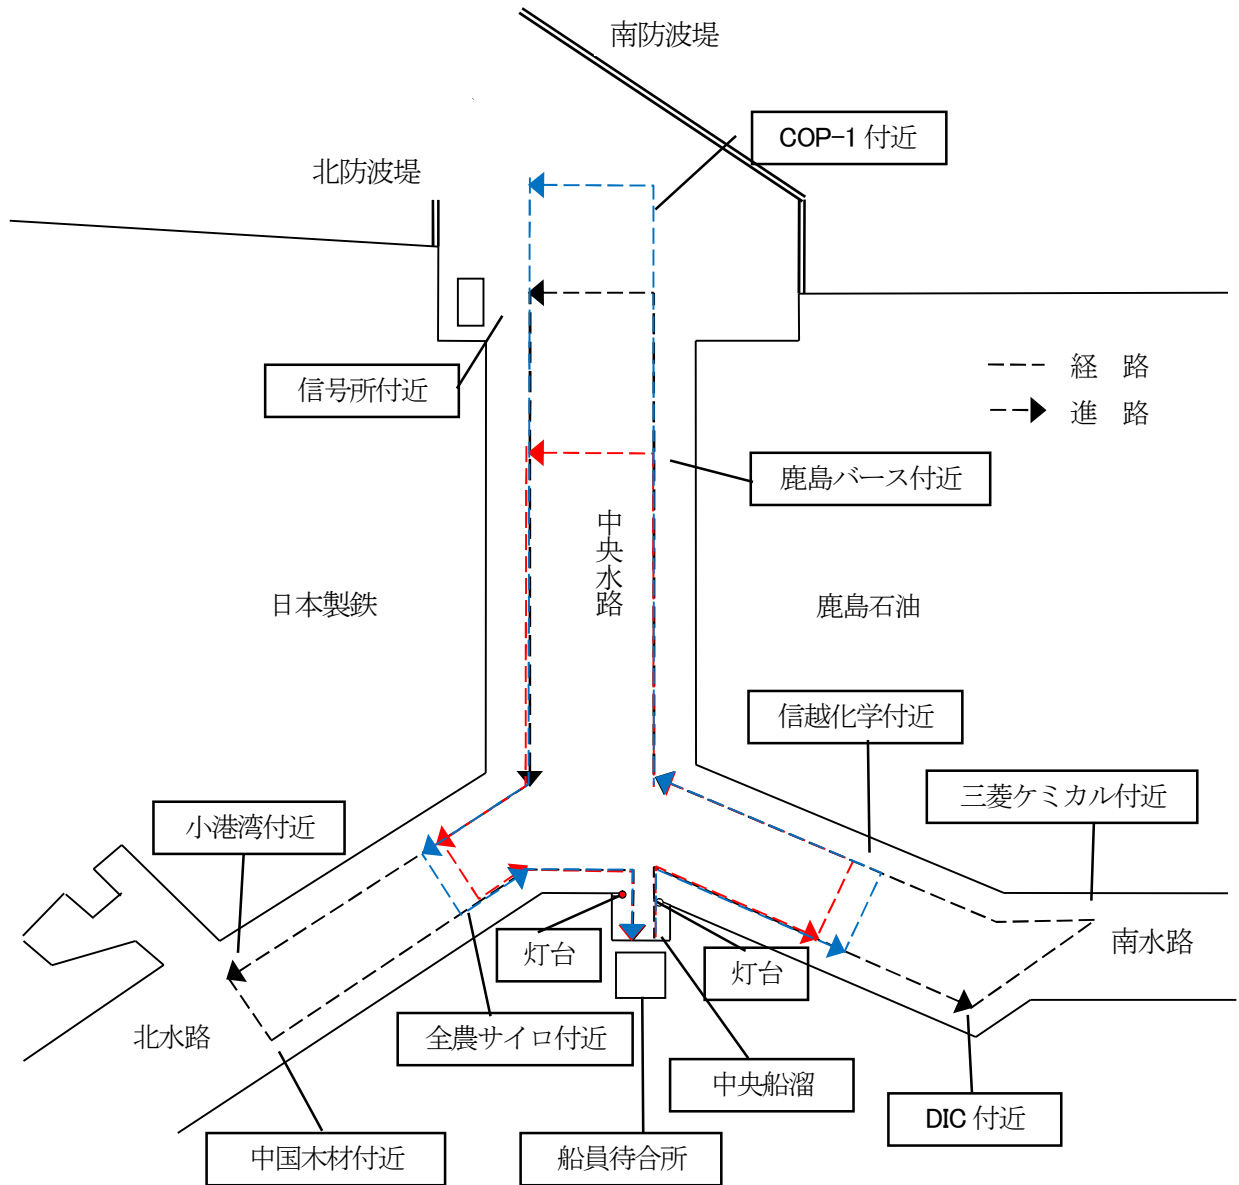 南防波堤
COP-1 付近
北防波堤
経　路
信号所付近
進　路
鹿島バース付近
中央水路
日本製鉄
鹿島石油
信越化学付近
三菱ケミカル付近
小港湾付近
南水路
灯台
灯台
北水路
全農サイロ付近
中央船溜
DIC 付近
中国木材付近
船員待合所